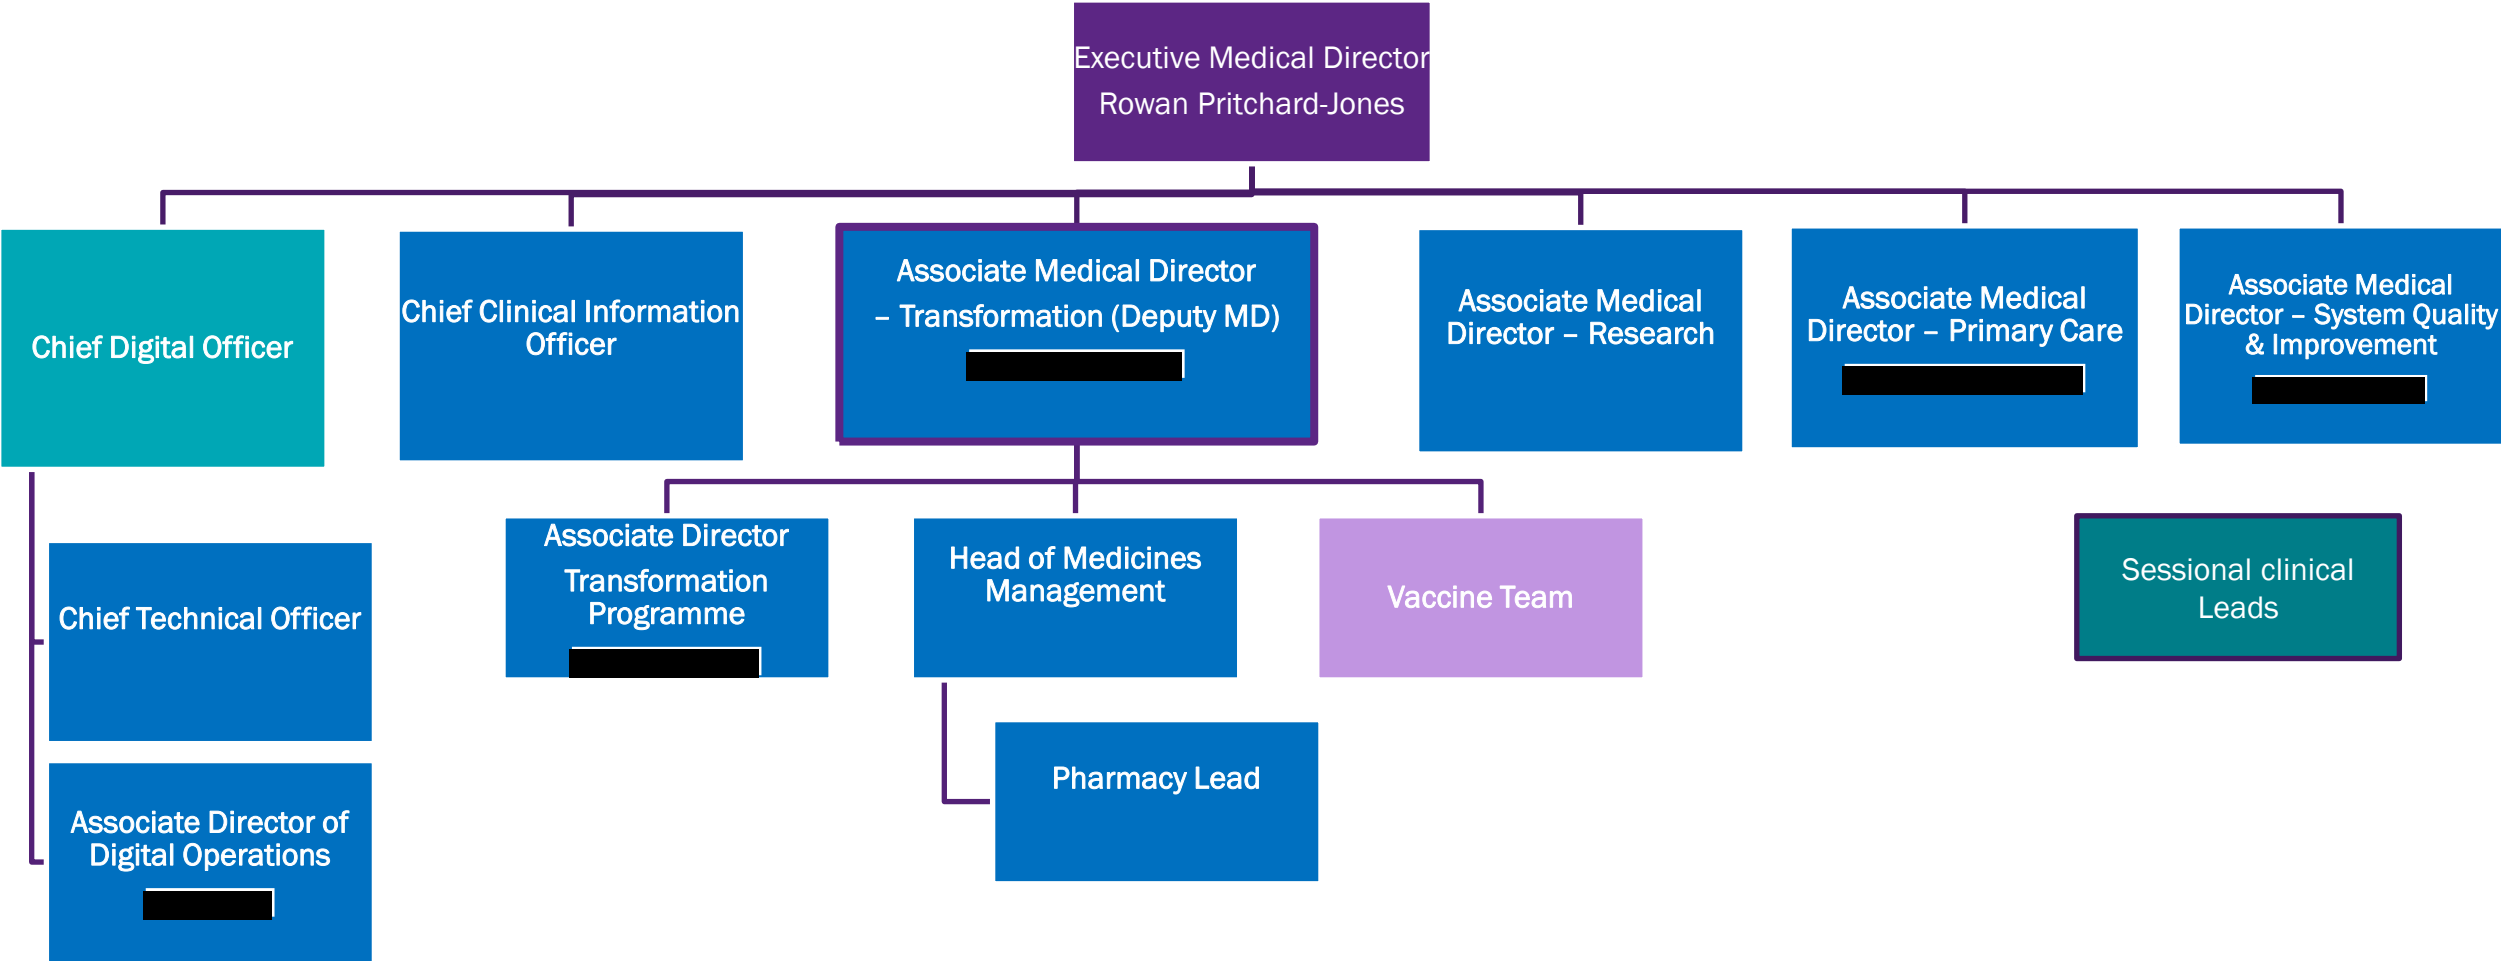 Executive Medical Director
Rowan Pritchard-Jones
Chief Digital Officer
Chief Clinical Information
Officer
Associate Medical Director
– Transformation (Deputy MD)
Associate Medical
Director – Research
Associate Medical
Director – Primary Care
Associate Medical
Director – System Quality
& Improvement
Chief Technical Officer
Associate Director of
Digital Operations
Associate Director
Transformation
Programme
Head of Medicines
Management
Pharmacy Lead
Vaccine Team
Sessional clinical
Leads